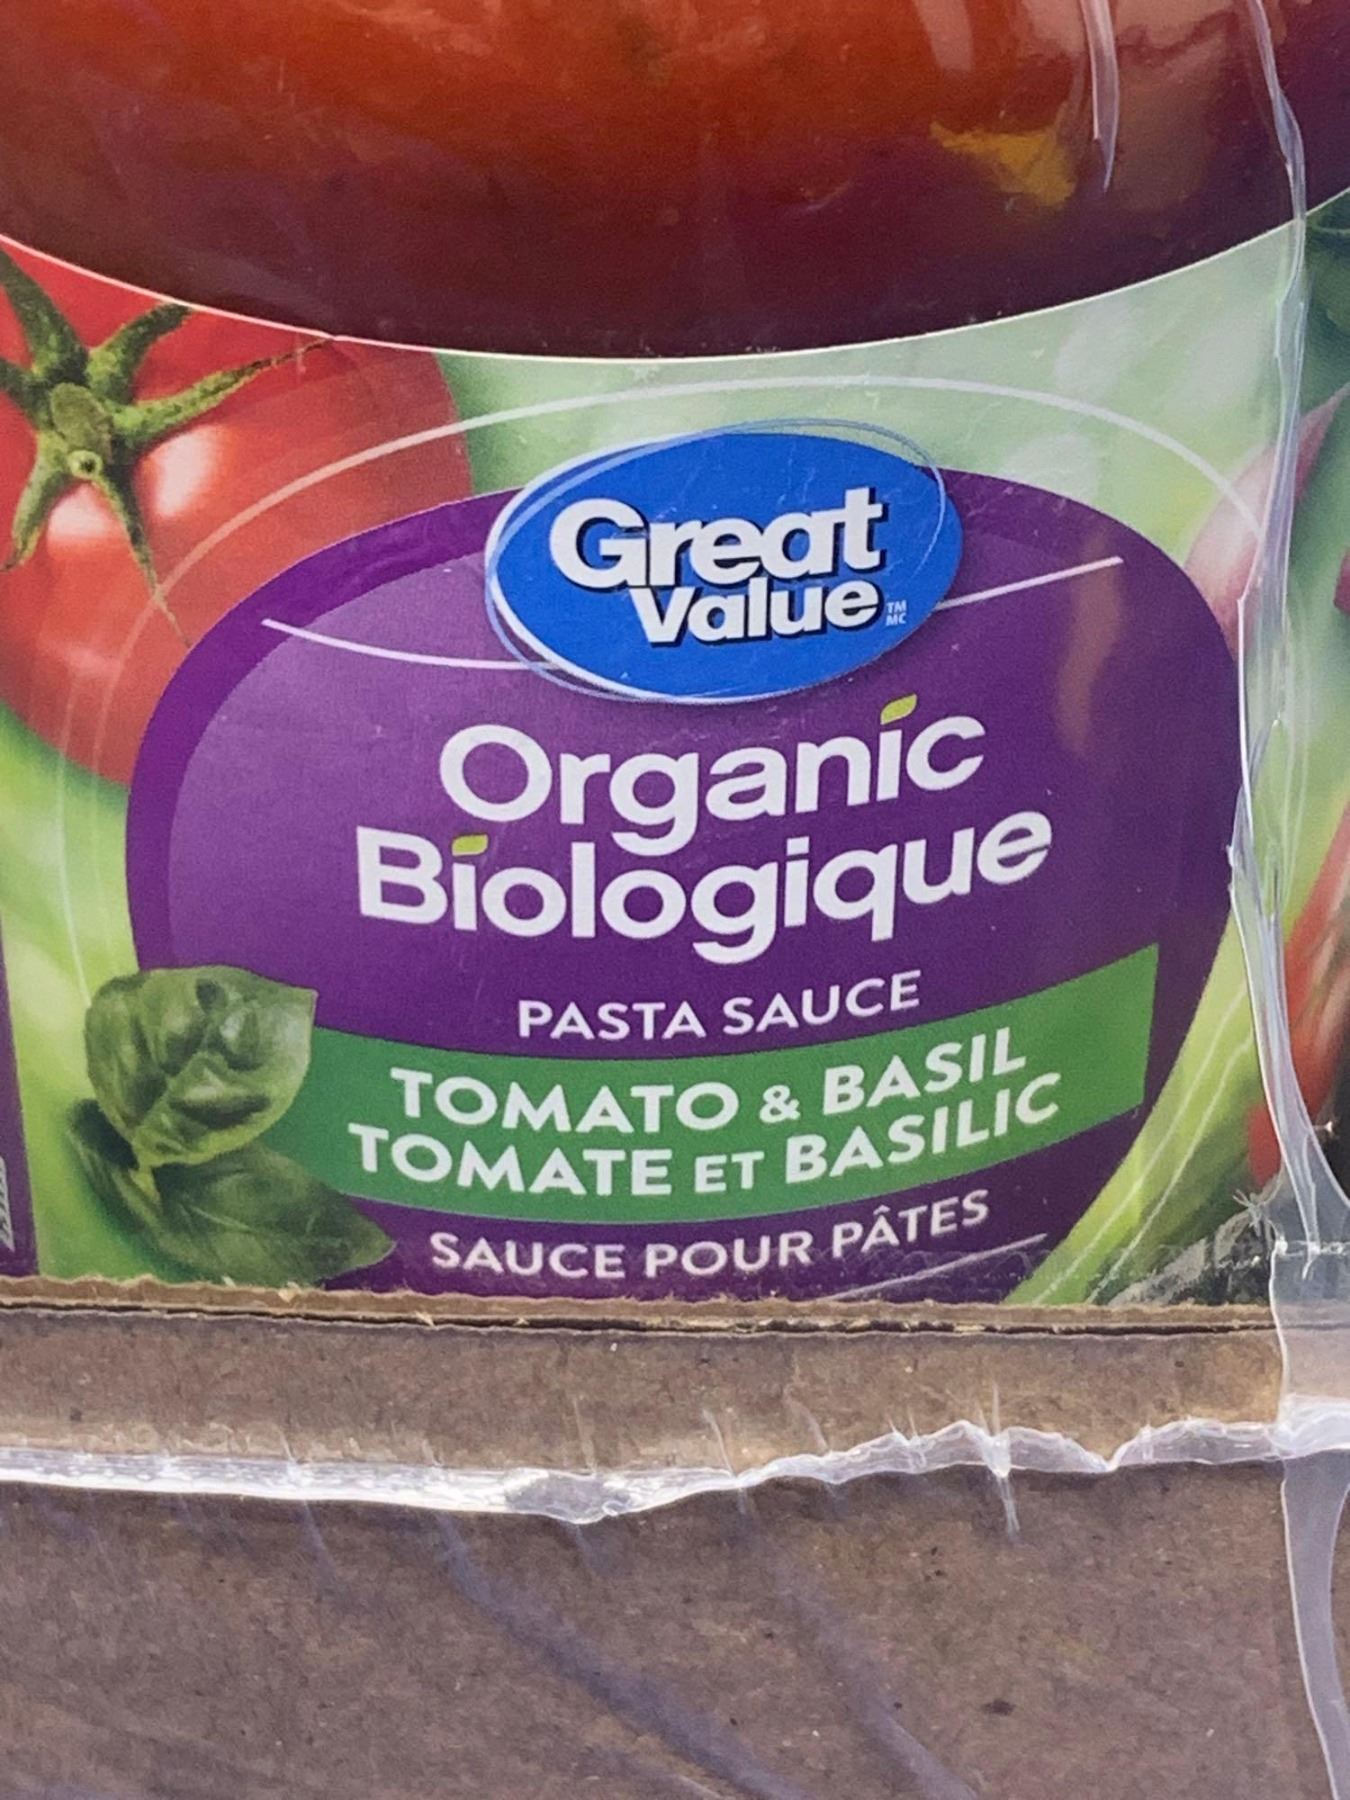 Great
Value
TM
MC
Organic
Biologique
PASTA SAUCE
TOMATO & BASIL
TOMATE ET BASILIC
SAUCE POUR PÂTES